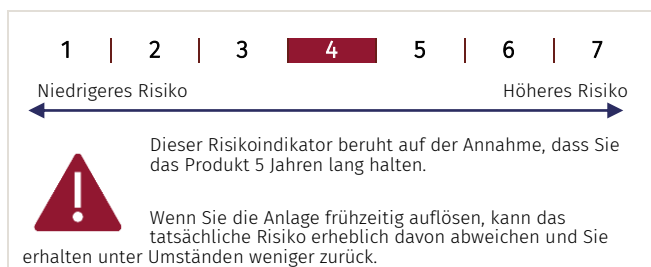 1 | 2 | 3 | 4 | 5 | 6 | 7
Niedrigeres Risiko Höheres Risiko
Dieser Risikoindikator beruht auf der Annahme, dass Sie
das Produkt 5 Jahren lang halten.
Wenn Sie die Anlage frühzeitig auflösen, kann das
tatsächliche Risiko erheblich davon abweichen und Sie
erhalten unter Umständen weniger zurück.